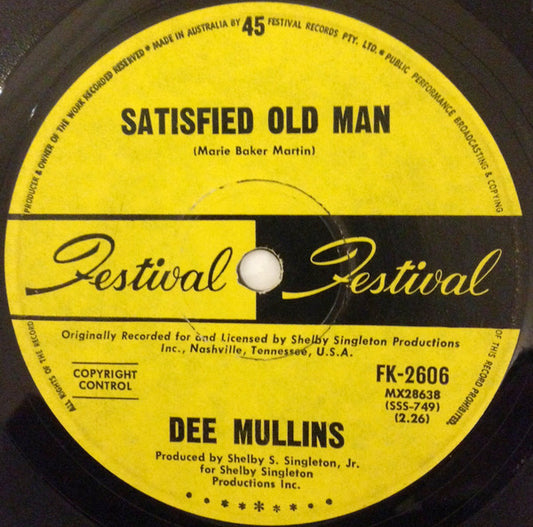 PRODUCER & OWNER OF THE WORK RECORDED RESERVED • MADE IN AUSTRALIA BY FESTIVAL RECORDS PTY. LTD. • PUBLIC PERFORMANCE BROADCASTING & COPYING
45
SATISFIED OLD MAN
(Marie Baker Martin)
Festival Festival
Originally Recorded for and Licensed by Shelby Singleton Productions
Inc., Nashville, Tennessee, U.S.A.
ALL RIGHTS OF THE RECORD
OF THIS RECORD PROHIBITED.
COPYRIGHT
CONTROL
FK-2606
MX28638
(SSS-749)
(2.26)
DEE MULLINS
Produced by Shelby S. Singleton, Jr.
for Shelby Singleton
Productions Inc.